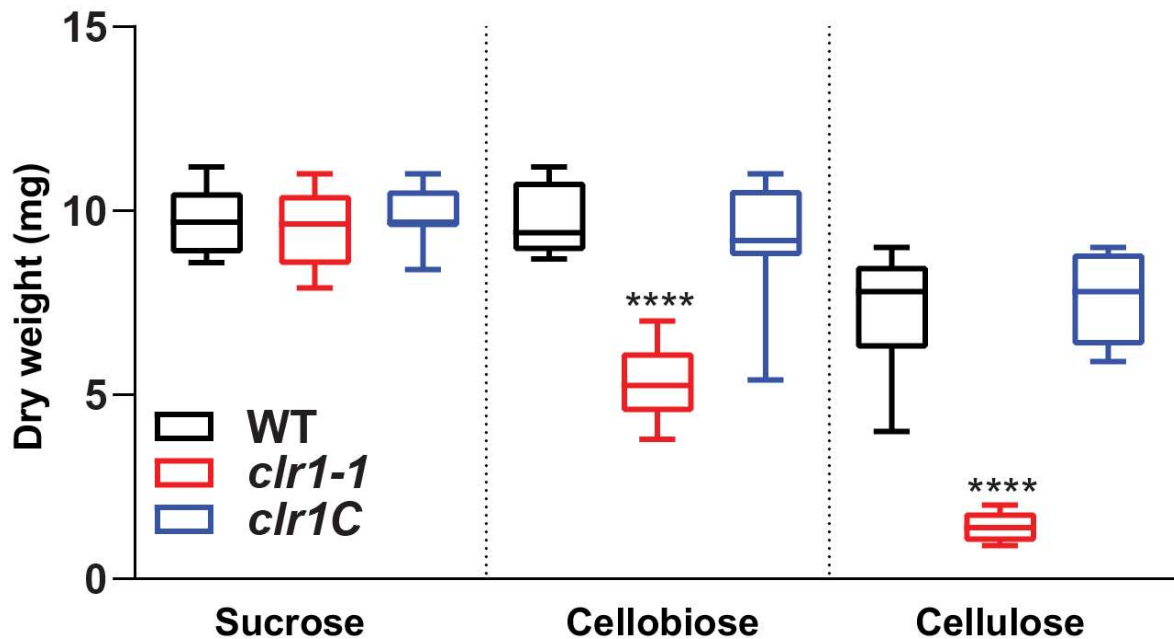 15
10
5
0
Dry weight (mg)
****
****
WT
clr1-1
clr1C
Sucrose
Cellobiose
Cellulose